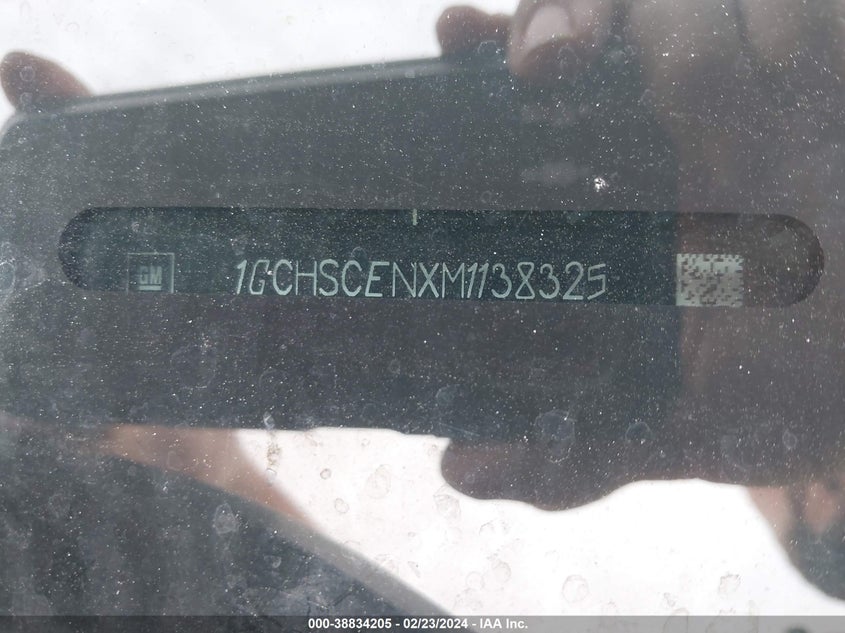 GM 1GCHSCENXM1138325
000-38834205 - 02/23/2024 - IAA Inc.